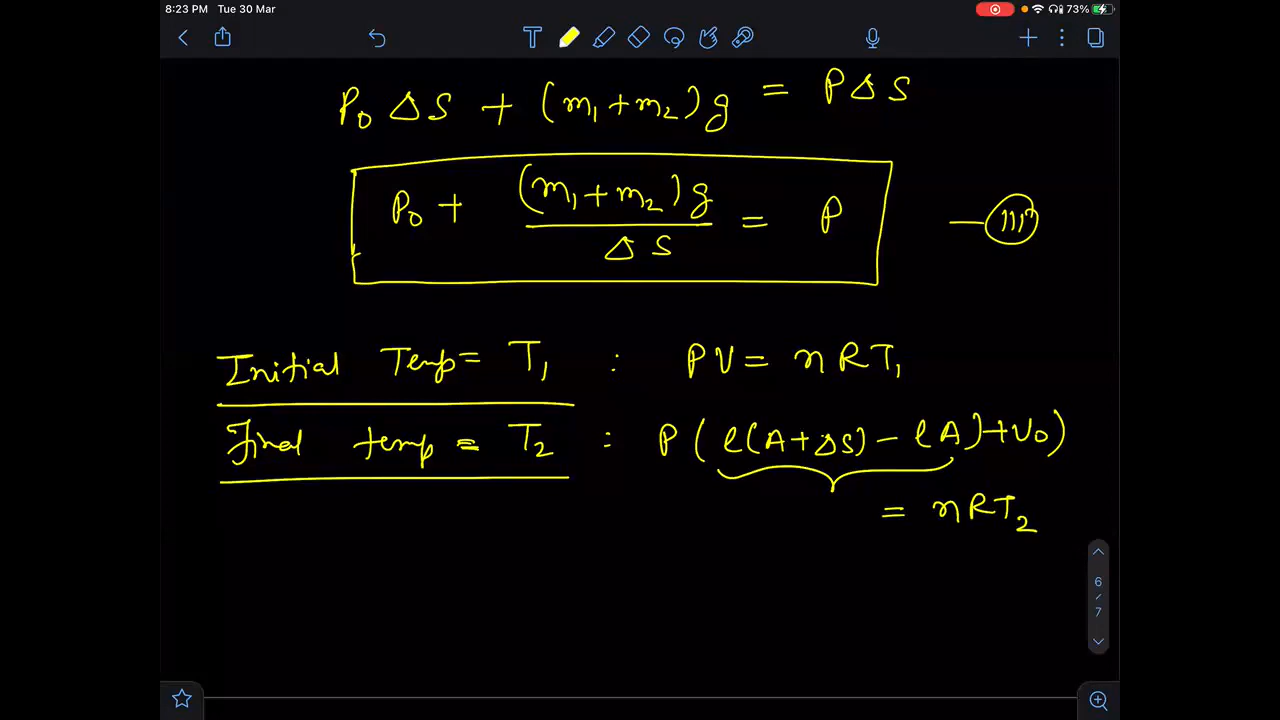 8:23 PM Tue 30 Mar 73%
P₀ ΔS + (m₁+m₂)g = PΔS
P₀ + (m₁+m₂)g / ΔS = P — (iii)
Initial Temp = T₁ : PV = nRT₁
Final temp = T₂ : P(l(A+ΔS) - lA)+V₀)
= nRT₂
6
/
7